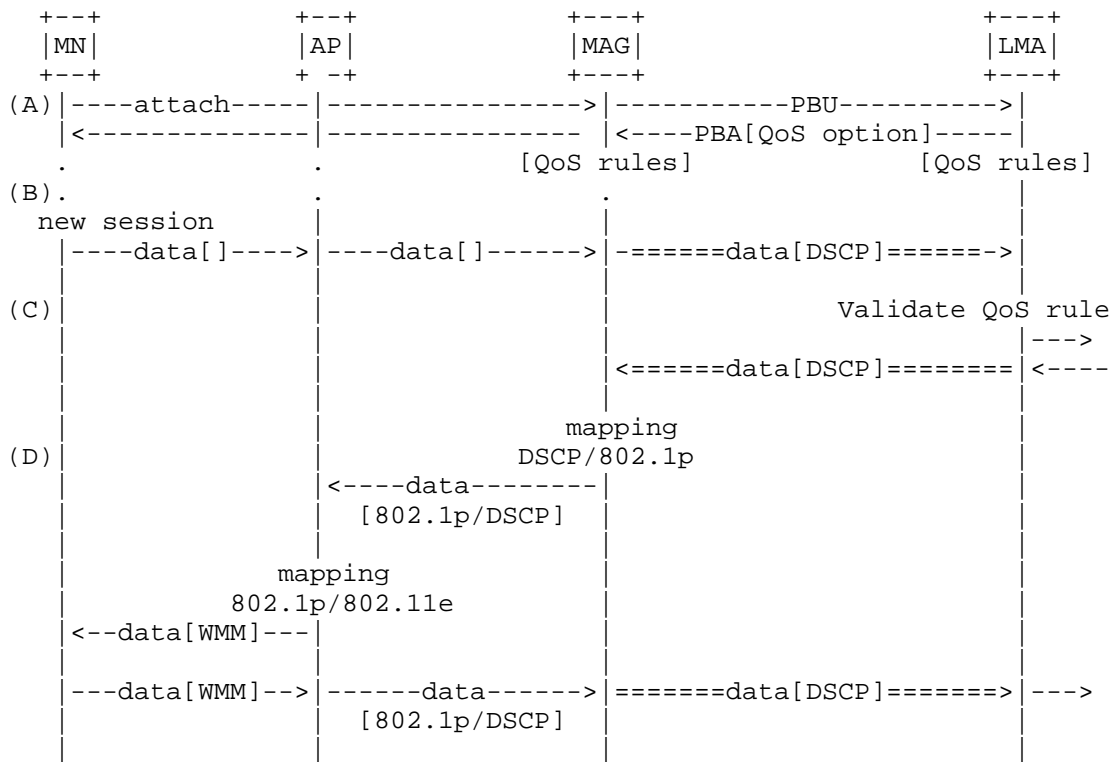 +--+                +--+                 +---+                       +---+
|MN|                |AP|                 |MAG|                       |LMA|
+--+                + -+                 +---+                       +---+
(A)|----attach-----|---------------->|-----------PBU---------->|
|<---------------|---------------- |<----PBA[QoS option]-----|
. . [QoS rules] [QoS rules]
(B). . . |
new session | | |
|----data[]---->|----data[]------>|-======data[DSCP]======->|
| | | |
(C)| | | Validate QoS rule
| | | |--->
| | |<======data[DSCP]========|<----
| | | |
| | mapping |
(D)| | DSCP/802.1p |
| |<----data--------| |
| | [802.1p/DSCP] | |
| | | |
| mapping | |
| 802.1p/802.11e | |
|<--data[WMM]---| | |
| | | |
|---data[WMM]-->|------data------>|=======data[DSCP]=======>|--->
| | [802.1p/DSCP] | |
| | | |